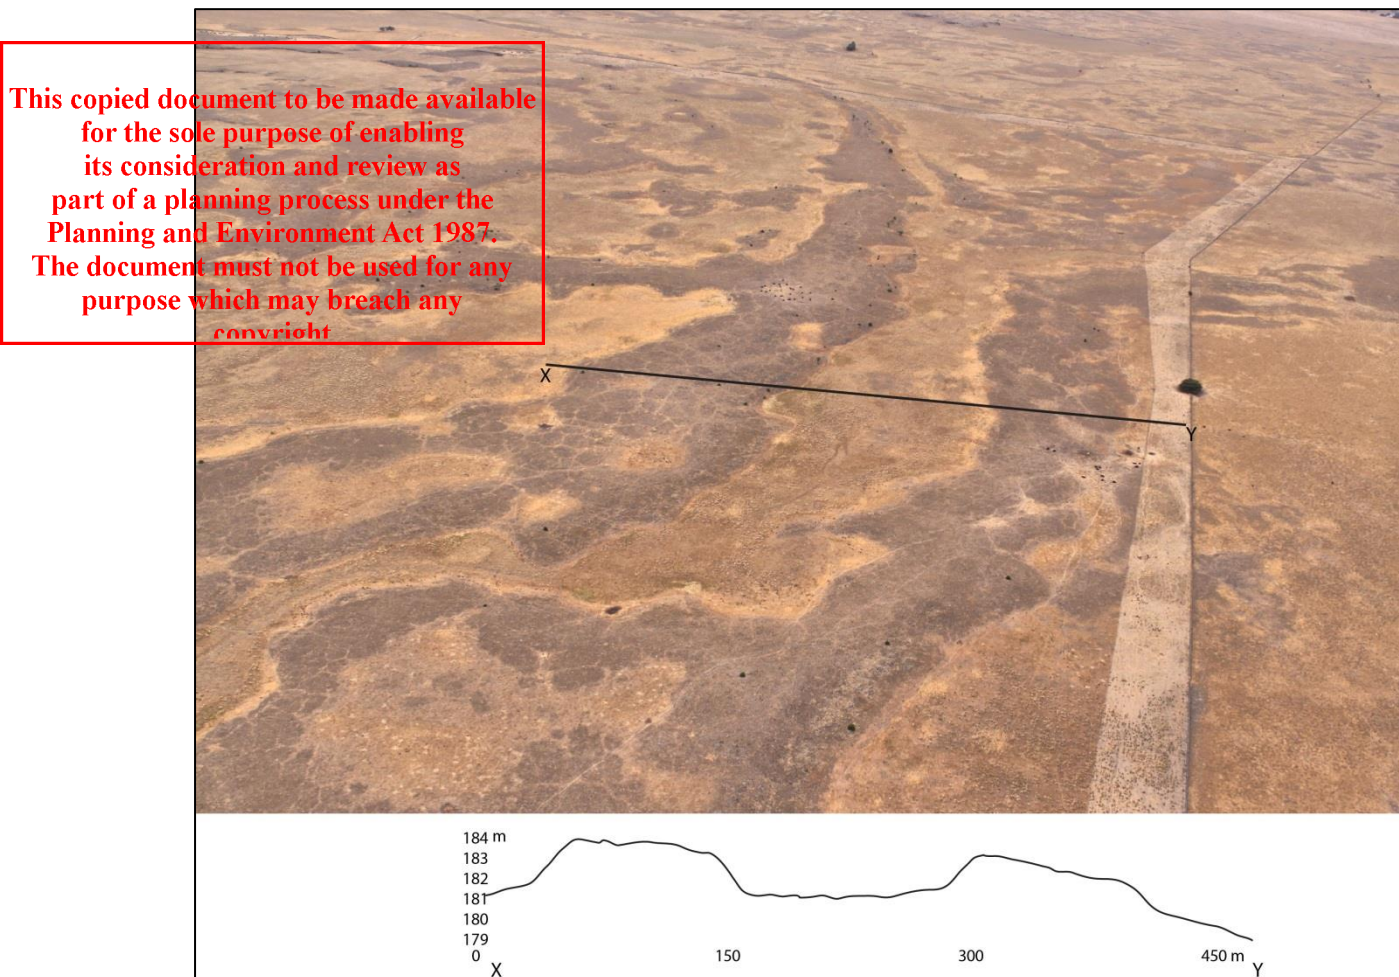 This copied document to be made available
for the sole purpose of enabling
its consideration and review as
part of a planning process under the
Planning and Environment Act 1987.
The document must not be used for any
purpose which may breach any
copyright
X
Y
184 m
183
182
181
180
179
0
150
300
450 m
X
Y